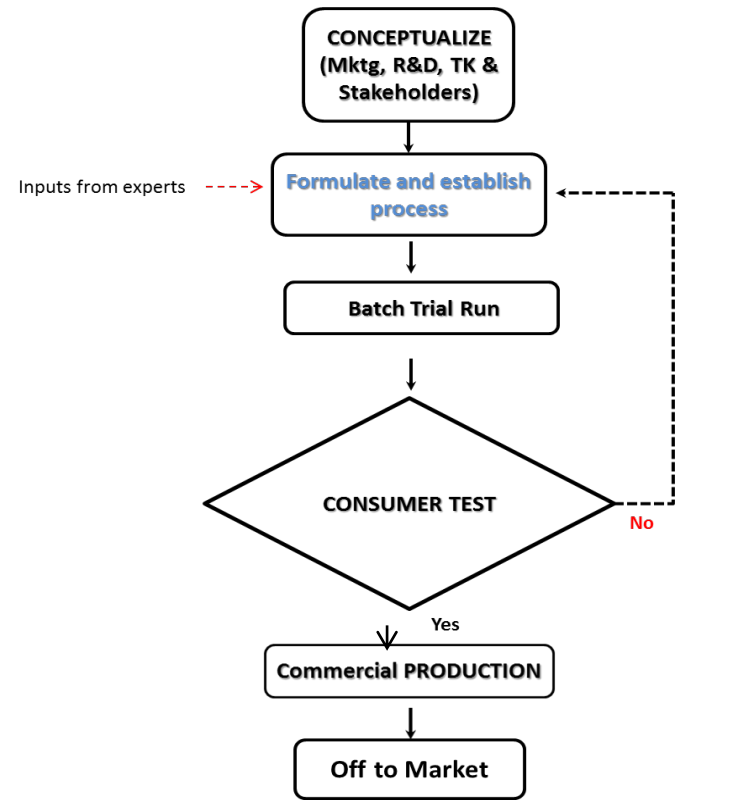 CONCEPTUALIZE
(Mktg, R&D, TK &
Stakeholders)
Inputs from experts
Formulate and establish
process
Batch Trial Run
CONSUMER TEST
No
Yes
Commercial PRODUCTION
Off to Market